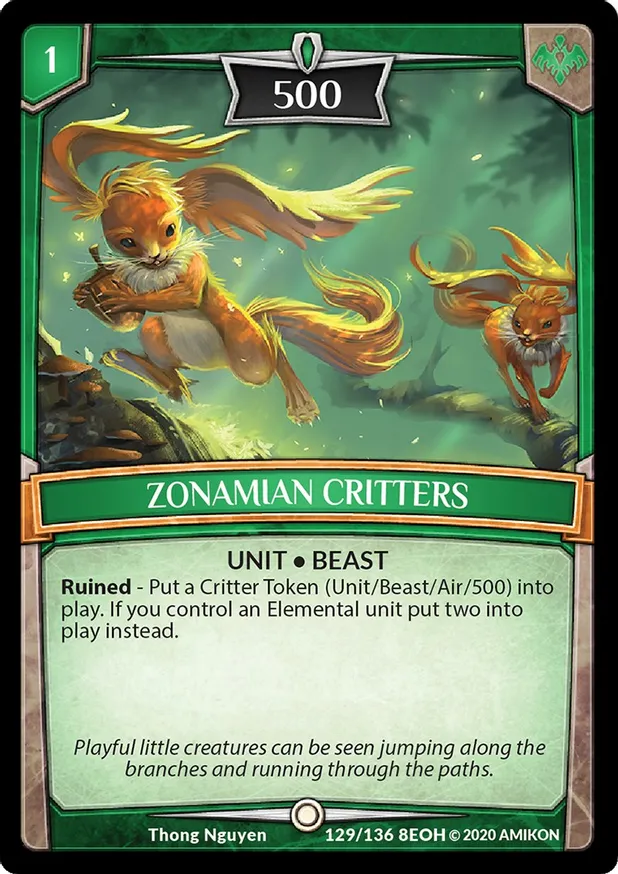 1
500
ZONAMIAN CRITTERS
UNIT • BEAST
Ruined - Put a Critter Token (Unit/Beast/Air/500) into
play. If you control an Elemental unit put two into
play instead.
Playful little creatures can be seen jumping along the
branches and running through the paths.
Thong Nguyen 129/136 8EOH © 2020 AMIKON